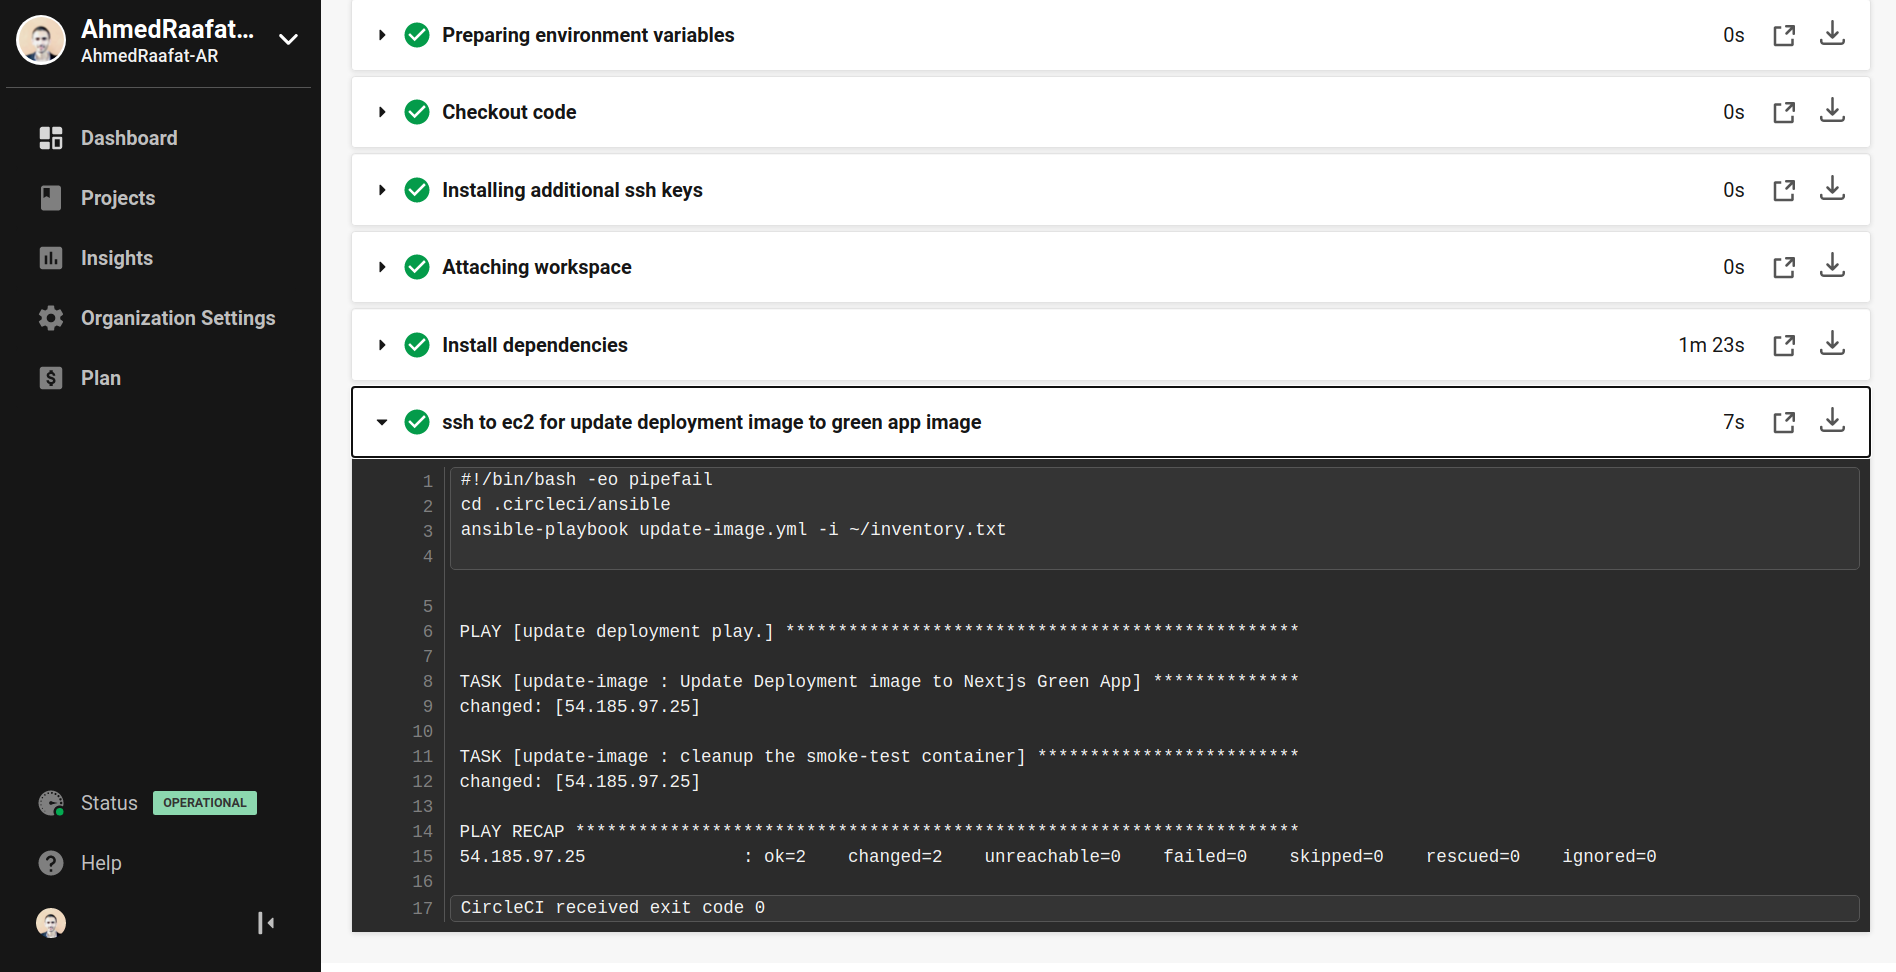 AhmedRaafat...
AhmedRaafat-AR
Dashboard
Projects
Insights
Organization Settings
Plan
Status OPERATIONAL
Help
Preparing environment variables 0s
Checkout code 0s
Installing additional ssh keys 0s
Attaching workspace 0s
Install dependencies 1m 23s
ssh to ec2 for update deployment image to green app image 7s
1 #!/bin/bash -eo pipefail
2 cd .circleci/ansible
3 ansible-playbook update-image.yml -i ~/inventory.txt
4
5
6 PLAY [update deployment play.] *************************************************
7
8 TASK [update-image : Update Deployment image to Nextjs Green App] **************
9 changed: [54.185.97.25]
10
11 TASK [update-image : cleanup the smoke-test container] *************************
12 changed: [54.185.97.25]
13
14 PLAY RECAP *********************************************************************
15 54.185.97.25               : ok=2    changed=2    unreachable=0    failed=0    skipped=0    rescued=0    ignored=0
16
17 CircleCI received exit code 0